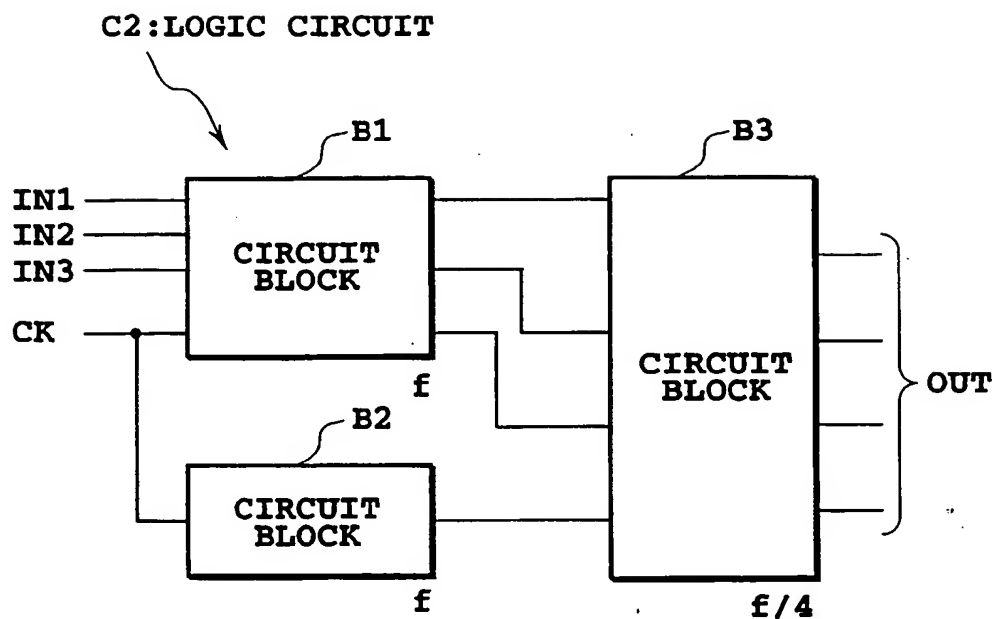 C2:LOGIC CIRCUIT
B1
B3
IN1
IN2
IN3
CK
CIRCUIT
BLOCK
f
CIRCUIT
BLOCK
OUT
B2
CIRCUIT
BLOCK
f
f/4